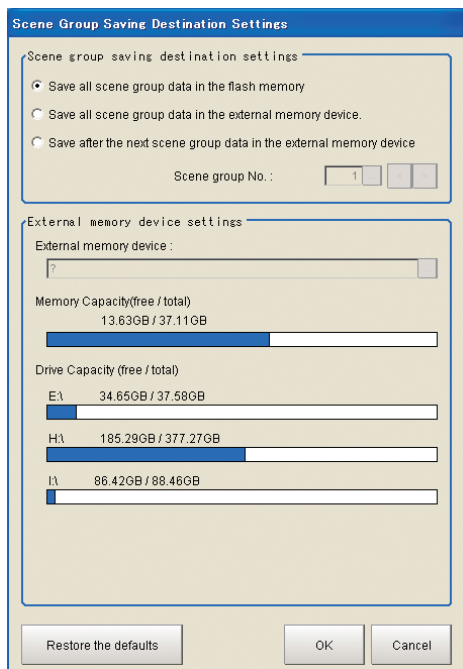 Scene Group Saving Destination Settings
Scene group saving destination settings
Save all scene group data in the flash memory
Save all scene group data in the external memory device.
Save after the next scene group data in the external memory device
Scene group No. : 1 .. < >
External memory device settings
External memory device :
?
Memory Capacity(free / total)
13.63GB / 37.11GB
Drive Capacity (free / total)
E:\ 34.65GB / 37.58GB
H:\ 185.29GB / 377.27GB
I:\ 86.42GB / 88.46GB
Restore the defaults OK Cancel